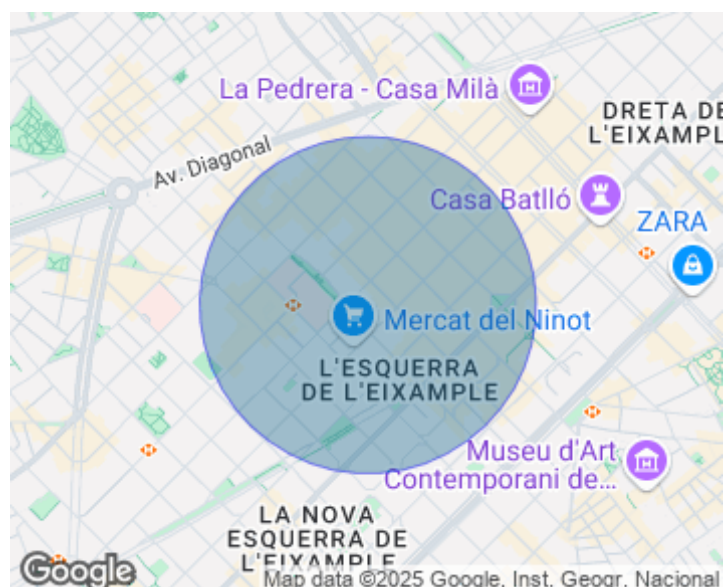 La Pedrera - Casa Milà
DRETA DE
L'EIXAMPL
Av. Diagonal
Casa Batlló
ZARA
Mercat del Ninot
L'ESQUERRA
DE L'EIXAMPLE
Museu d'Art
Contemporani de...
LA NOVA
ESQUERRA DE
L'EIXAMPLE
Google
Map data ©2025 Google, Inst. Geogr. Nacional